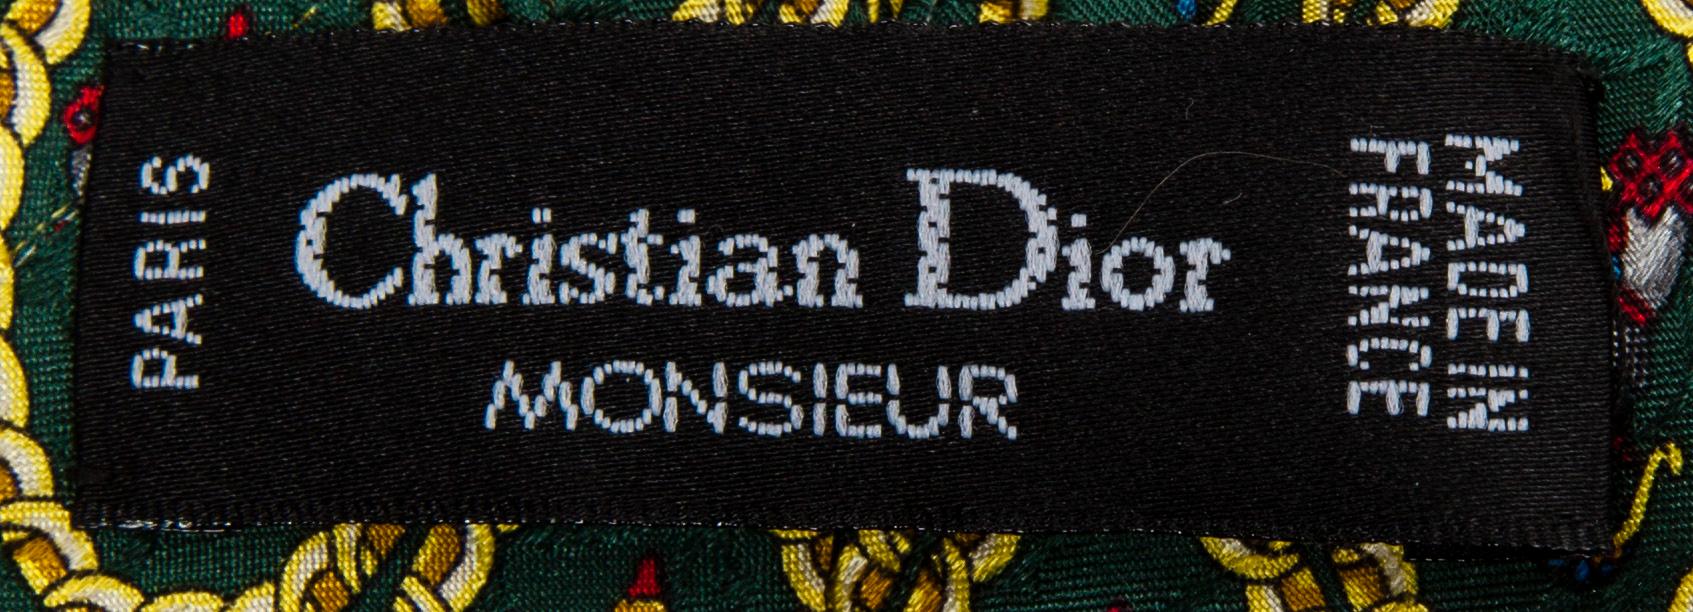 PARIS
Christian Dior
MONSIEUR
MADE IN
FRANCE